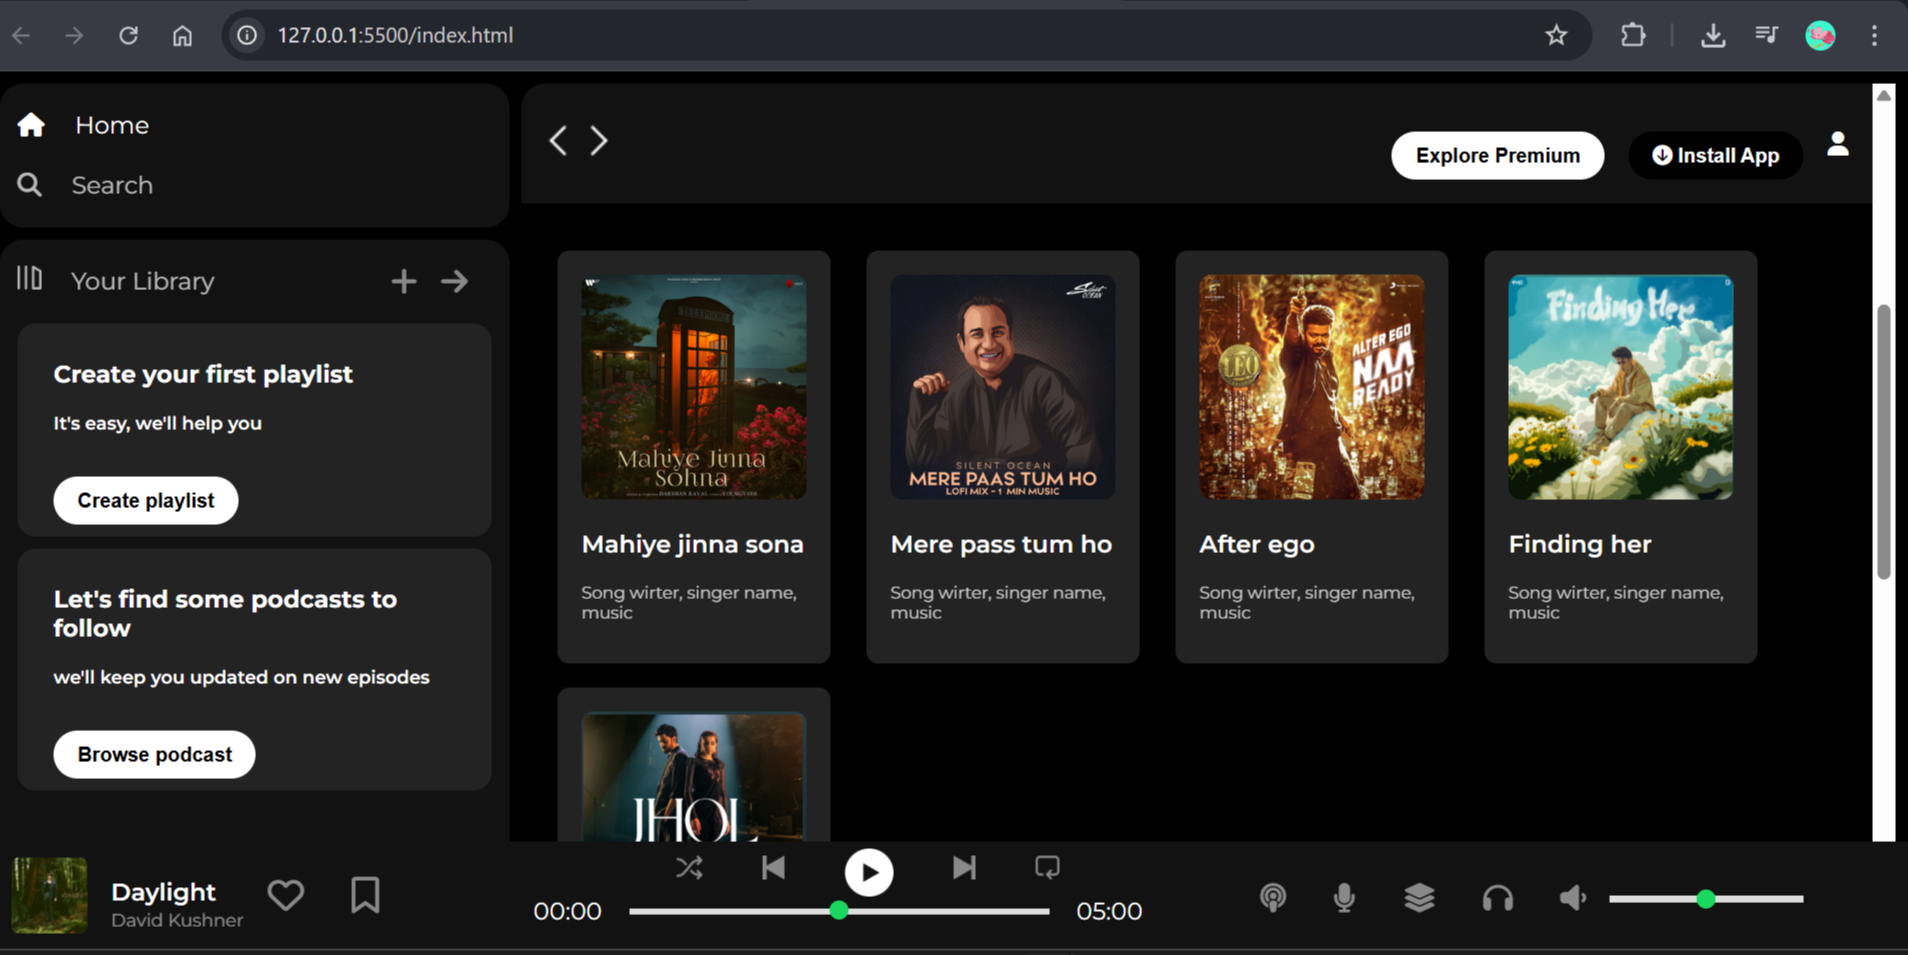 127.0.0.1:5500/index.html
Home
Search
Explore Premium
Install App
Your Library
Create your first playlist
It's easy, we'll help you
Create playlist
Let's find some podcasts to
follow
we'll keep you updated on new episodes
Browse podcast
TELEPHONE
Mahiye Jinna
Sohna
Mahiye jinna sona
Song wirter, singer name,
music
Silent
OCEAN
SILENT OCEAN
MERE PAAS TUM HO
LOFI MIX - 1 MIN MUSIC
Mere pass tum ho
Song wirter, singer name,
music
LEO
ALTER EGO
NAA
READY
After ego
Song wirter, singer name,
music
Finding Her
Finding her
Song wirter, singer name,
music
JHOL
Daylight
David Kushner
00:00
05:00